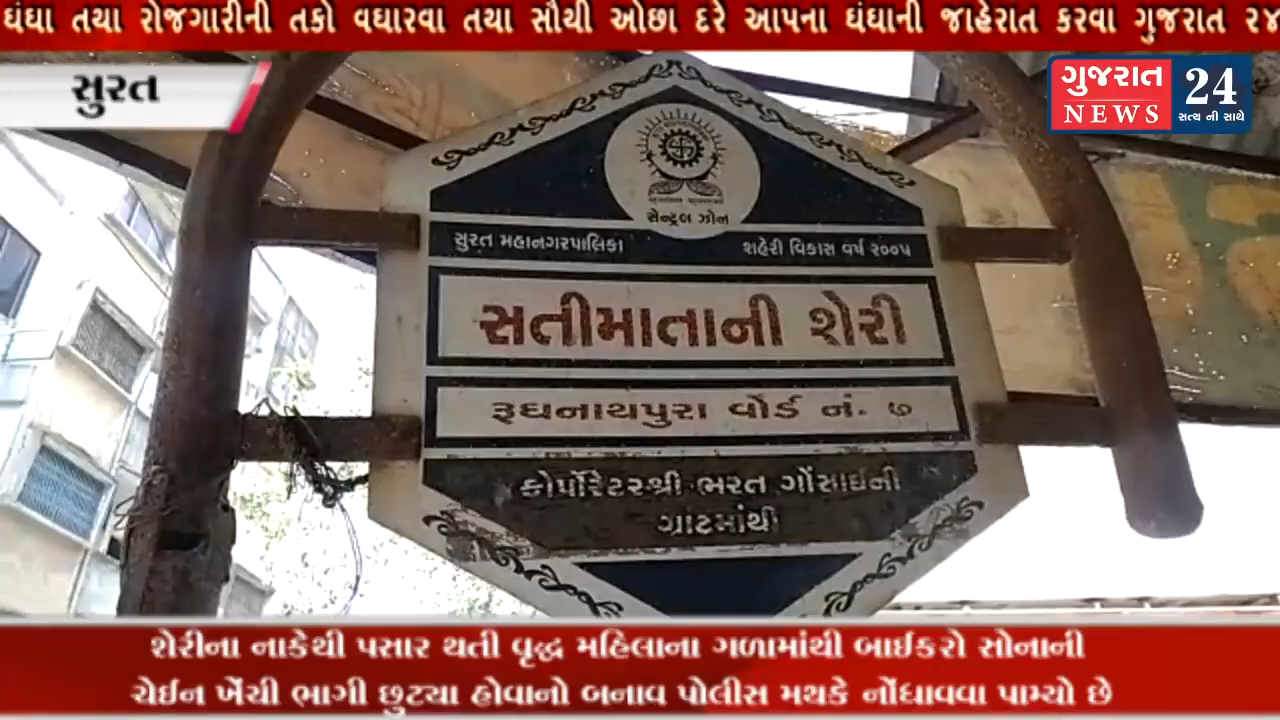 ધંધા તથા રોજગારીની તકો વધારવા તથા સૌથી ઓછા દરે આપના ધંધાની જાહેરાત કરવા ગુજરાત ૨૪
સુરત
ગુજરાત
NEWS
24
સત્ય ની સાથે
સેન્ટ્રલ ઝોન
સુરત મહાનગરપાલિકા શહેરી વિકાસ વર્ષ ૨૦૦૫
સતીમાતાની શેરી
રૂઘનાથપુરા વોર્ડ નં. ૭
કોર્પોરેટરશ્રી ભરત ગોંસાઇની
ગ્રાંટમાંથી
શેરીના નાકેથી પસાર થતી વૃદ્ધ મહિલાના ગળામાંથી બાઈકરો સોનાની
ચેઈન ખેંચી ભાગી છુટયા હોવાનો બનાવ પોલીસ મથકે નોંધાવવા પામ્યો છે